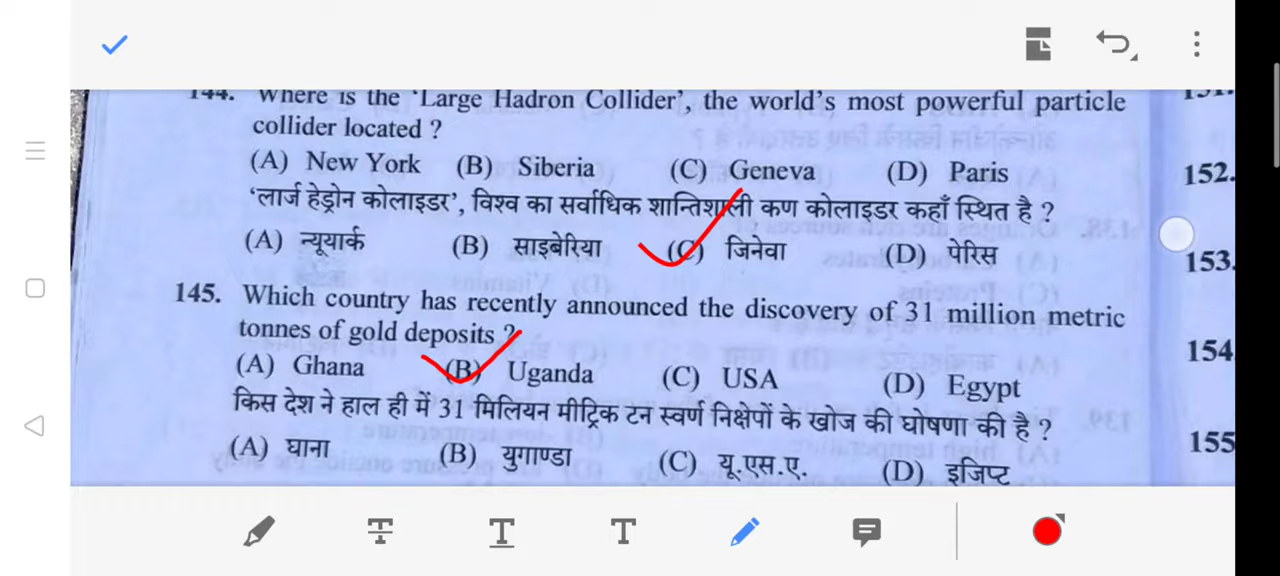 144. Where is the 'Large Hadron Collider', the world's most powerful particle
collider located ?
(A) New York (B) Siberia (C) Geneva (D) Paris
'लार्ज हेड्रोन कोलाइडर', विश्व का सर्वाधिक शान्तिशाली कण कोलाइडर कहाँ स्थित है ?
(A) न्यूयार्क (B) साइबेरिया (C) जिनेवा (D) पेरिस
145. Which country has recently announced the discovery of 31 million metric
tonnes of gold deposits ?
(A) Ghana (B) Uganda (C) USA (D) Egypt
किस देश ने हाल ही में 31 मिलियन मीट्रिक टन स्वर्ण निक्षेपों के खोज की घोषणा की है ?
(A) घाना (B) युगाण्डा (C) यू.एस.ए. (D) इजिप्ट
152.
153.
154
155
T T T